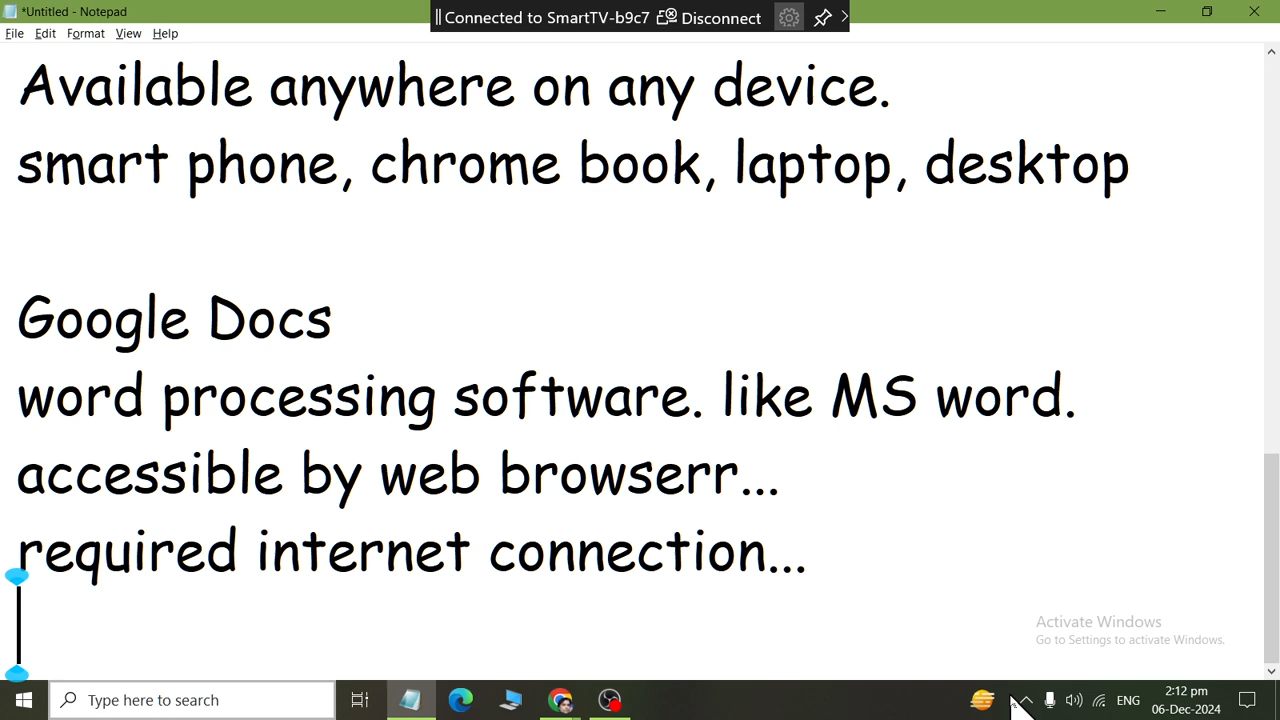 *Untitled - Notepad
Connected to SmartTV-b9c7 Disconnect
File Edit Format View Help
Available anywhere on any device.
smart phone, chrome book, laptop, desktop
Google Docs
word processing software. like MS word.
accessible by web browserr...
required internet connection...
Activate Windows
Go to Settings to activate Windows.
Type here to search
ENG
2:12 pm
06-Dec-2024